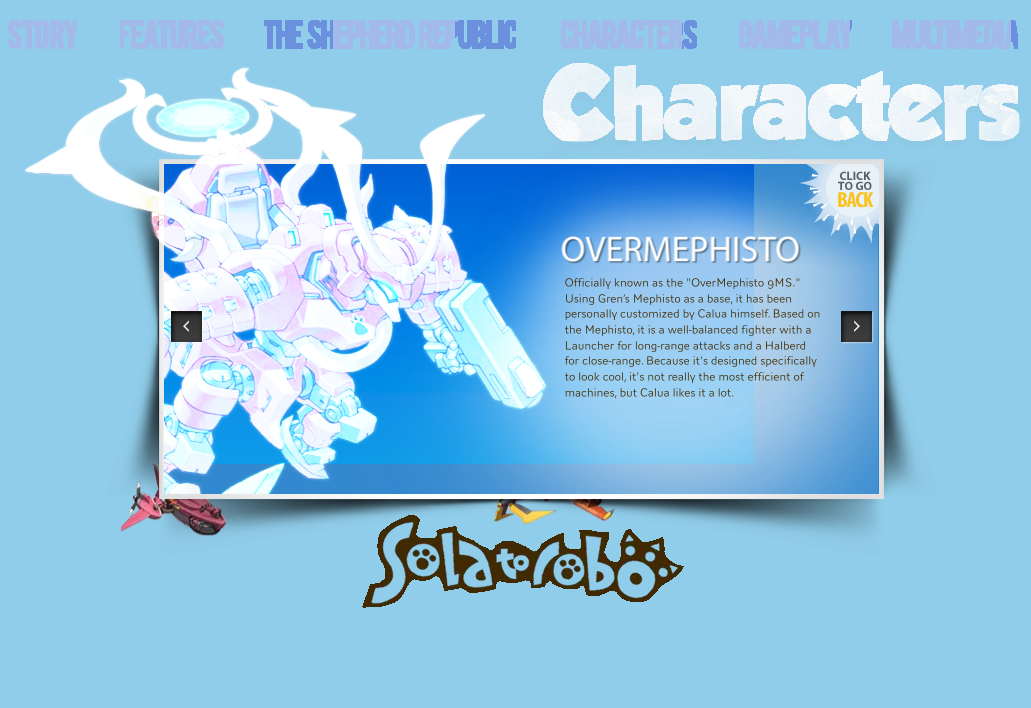 STORY FEATURES THE SHEPHERD REPUBLIC CHARACTERS GAMEPLAY MULTIMEDIA
Characters
CLICK
TO GO
BACK
OVERMEPHISTO
Officially known as the "OverMephisto 9MS."
Using Gren's Mephisto as a base, it has been
personally customized by Calua himself. Based on
the Mephisto, it is a well-balanced fighter with a
Launcher for long-range attacks and a Halberd
for close-range. Because it's designed specifically
to look cool, it's not really the most efficient of
machines, but Calua likes it a lot.
Solatorobo